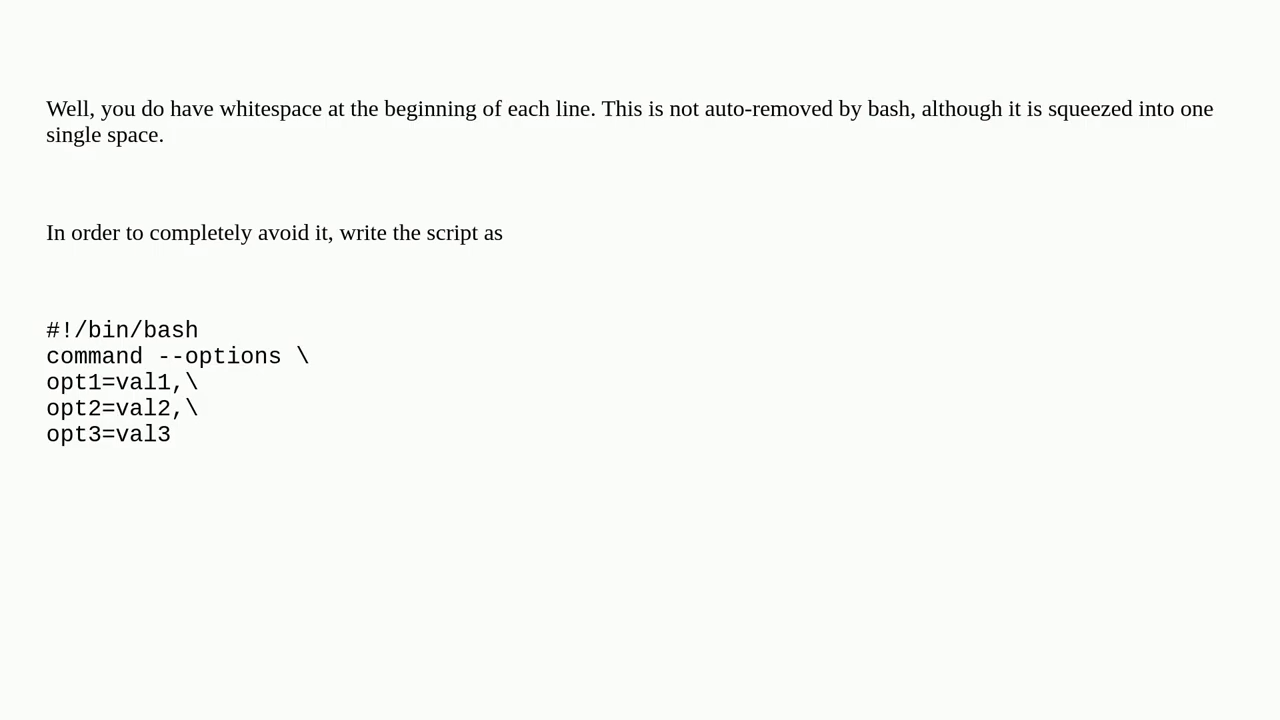 Well, you do have whitespace at the beginning of each line. This is not auto-removed by bash, although it is squeezed into one
single space.
In order to completely avoid it, write the script as
#!/bin/bash
command --options \
opt1=val1,\
opt2=val2,\
opt3=val3